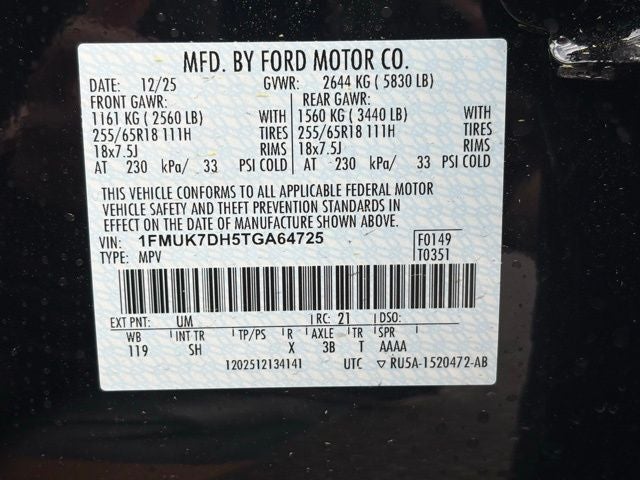 MFD. BY FORD MOTOR CO.
DATE: 12/25 GVWR: 2644 KG ( 5830 LB)
FRONT GAWR: REAR GAWR:
1161 KG ( 2560 LB) WITH 1560 KG ( 3440 LB) WITH
255/65R18 111H TIRES 255/65R18 111H TIRES
18x7.5J RIMS 18x7.5J RIMS
AT 230 kPa/ 33 PSI COLD AT 230 kPa/ 33 PSI COLD
THIS VEHICLE CONFORMS TO ALL APPLICABLE FEDERAL MOTOR
VEHICLE SAFETY AND THEFT PREVENTION STANDARDS IN
EFFECT ON THE DATE OF MANUFACTURE SHOWN ABOVE.
VIN: 1FMUK7DH5TGA64725 F0149
TYPE: MPV T0351
EXT PNT: UM RC: 21 DSO:
WB INT TR TP/PS R AXLE TR SPR
119 SH X 3B T AAAA
1202512134141 UTC ▽ RU5A-1520472-AB